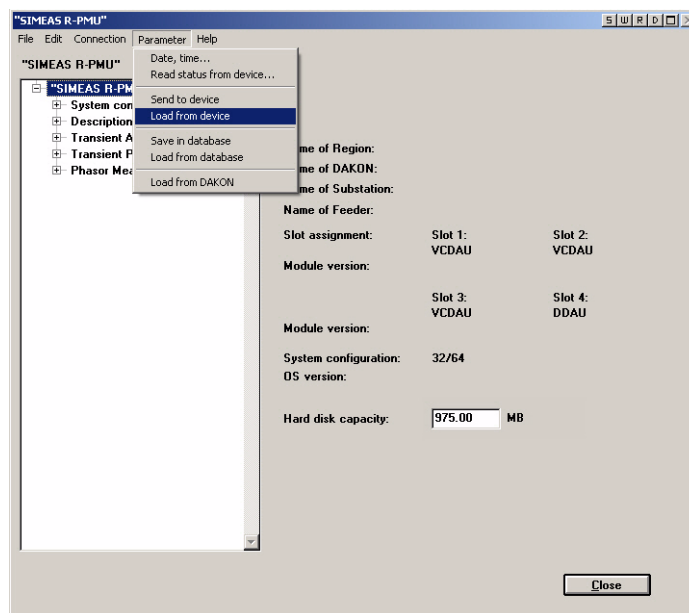 "SIMEAS R-PMU"
S W R D
File Edit Connection Parameter Help
"SIMEAS R-PMU"
Date, time...
Read status from device...
Send to device
Load from device
Save in database
Load from database
Load from DAKON
"SIMEAS R-PM
System con
Description
Transient A
Transient P
Phasor Mea
me of Region:
me of DAKON:
me of Substation:
Name of Feeder:
Slot assignment: Slot 1: Slot 2:
VCDAU VCDAU
Module version:
Slot 3: Slot 4:
VCDAU DDAU
Module version:
System configuration: 32/64
OS version:
Hard disk capacity: 975.00 MB
Close